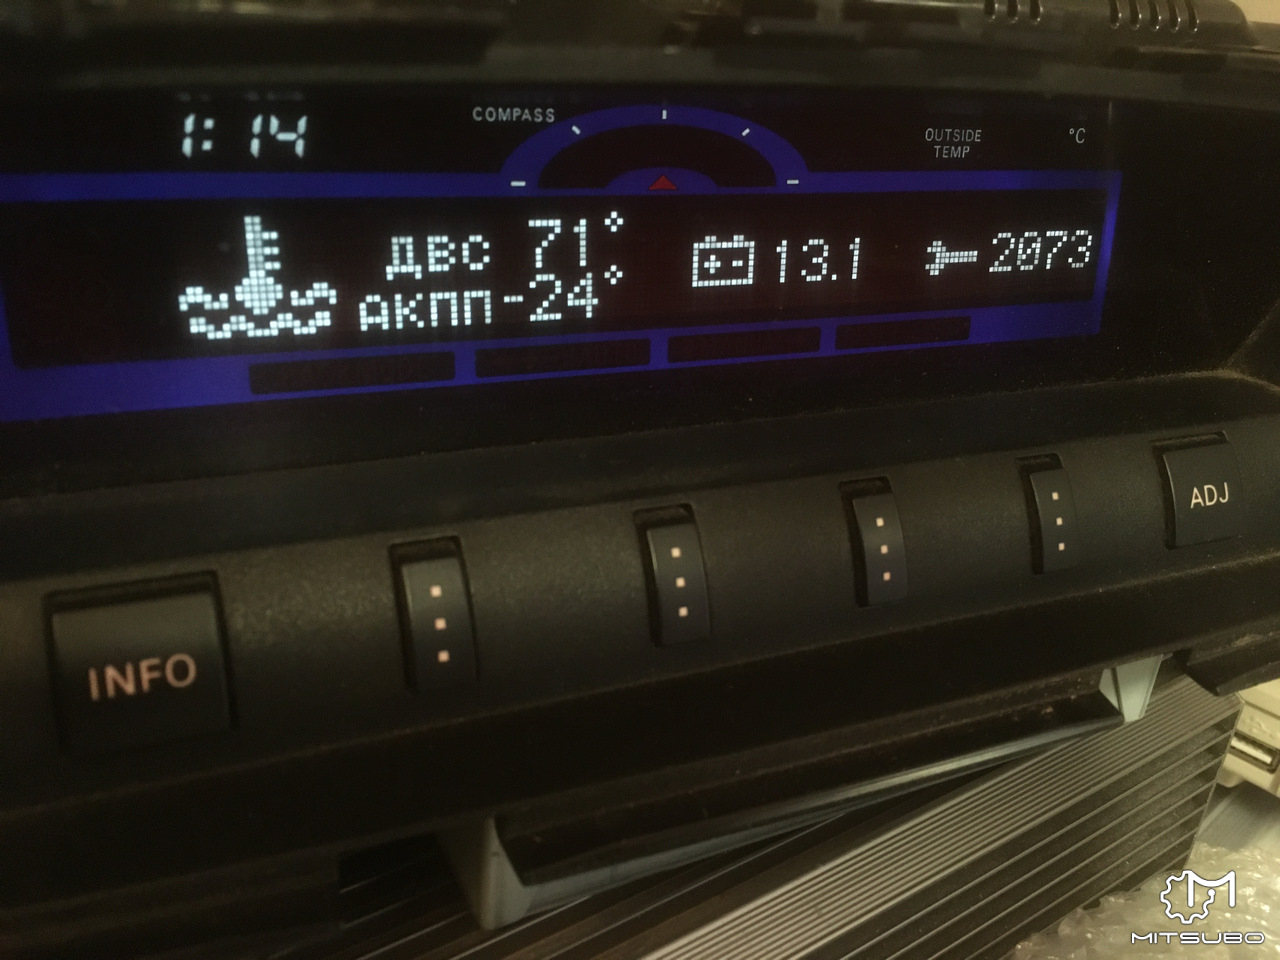 1:14
COMPASS
OUTSIDE
TEMP
°C
ДВС 71°
АКПП-24°
13.1
2073
INFO
ADJ
MITSUBO